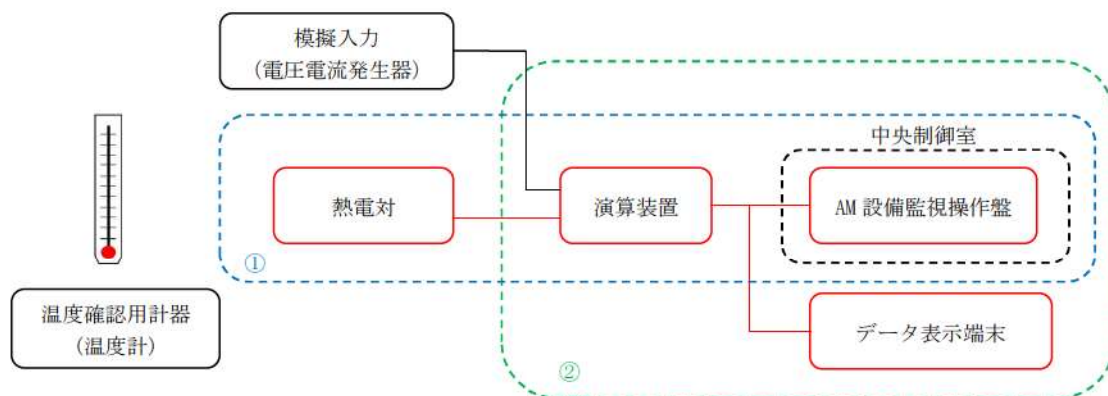 模擬入力
(電圧電流発生器)
中央制御室
熱電対
演算装置
AM 設備監視操作盤
①
温度確認用計器
(温度計)
データ表示端末
②